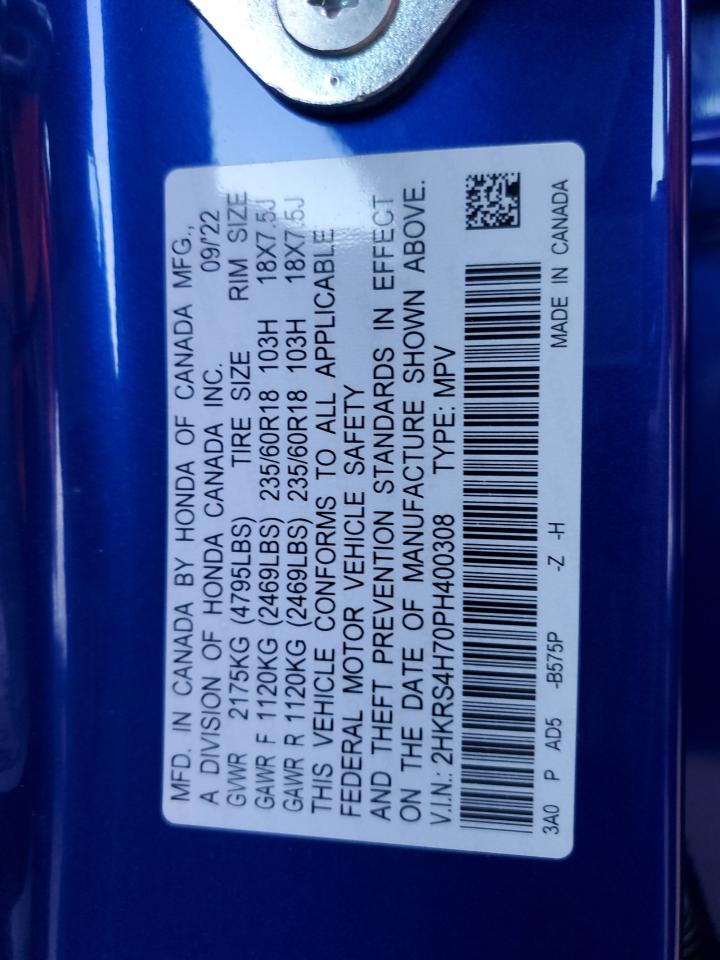 MFD. IN CANADA BY HONDA OF CANADA MFG.,
A DIVISION OF HONDA CANADA INC. 09/'22
GVWR 2175KG (4795LBS) TIRE SIZE RIM SIZE
GAWR F 1120KG (2469LBS) 235/60R18 103H 18X7.5J
GAWR R 1120KG (2469LBS) 235/60R18 103H 18X7.5J
THIS VEHICLE CONFORMS TO ALL APPLICABLE
FEDERAL MOTOR VEHICLE SAFETY
AND THEFT PREVENTION STANDARDS IN EFFECT
ON THE DATE OF MANUFACTURE SHOWN ABOVE.
V.I.N.: 2HKRS4H70PH400308 TYPE: MPV
3A0 P AD5 -B575P -Z -H MADE IN CANADA